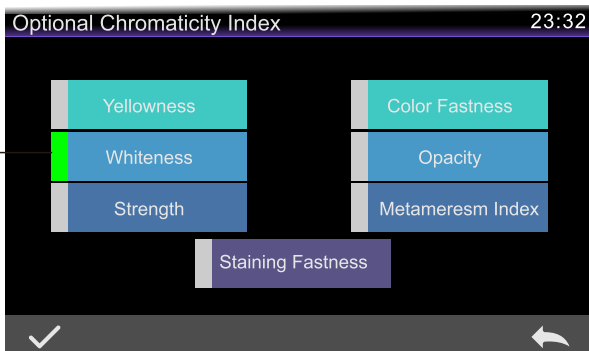 Optional Chromaticity Index 23:32
Yellowness Color Fastness
Whiteness Opacity
Strength Metameresm Index
Staining Fastness